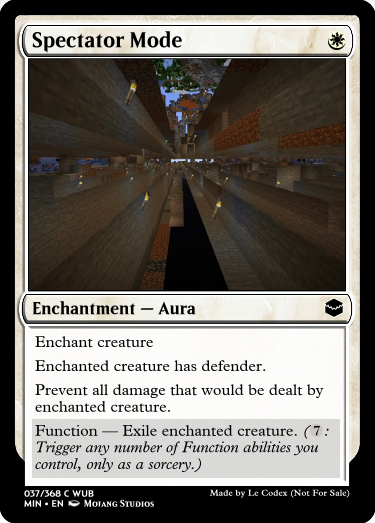 Spectator Mode
Enchantment — Aura
Enchant creature
Enchanted creature has defender.
Prevent all damage that would be dealt by
enchanted creature.
Function — Exile enchanted creature. (7:
Trigger any number of Function abilities you
control, only as a sorcery.)
037/368 C WUB
Made by Le Codex (Not For Sale)
MIN • EN Mojang Studios